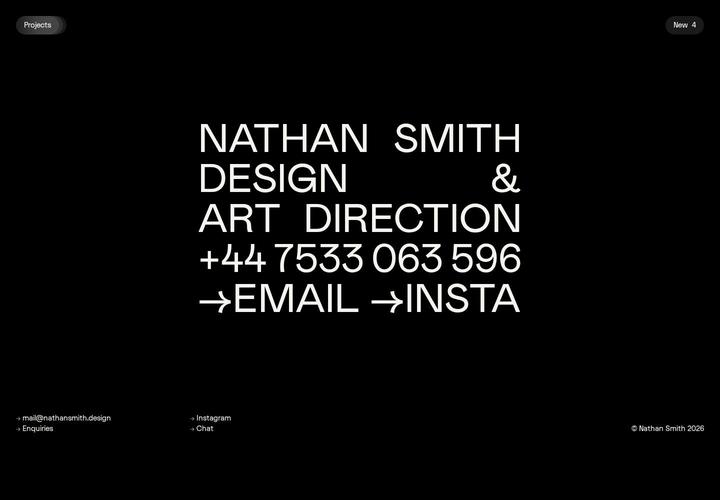 Projects
New 4
NATHAN SMITH
DESIGN &
ART DIRECTION
+44 7533 063 596
→EMAIL →INSTA
→ mail@nathansmith.design
→ Enquiries
→ Instagram
→ Chat
© Nathan Smith 2026